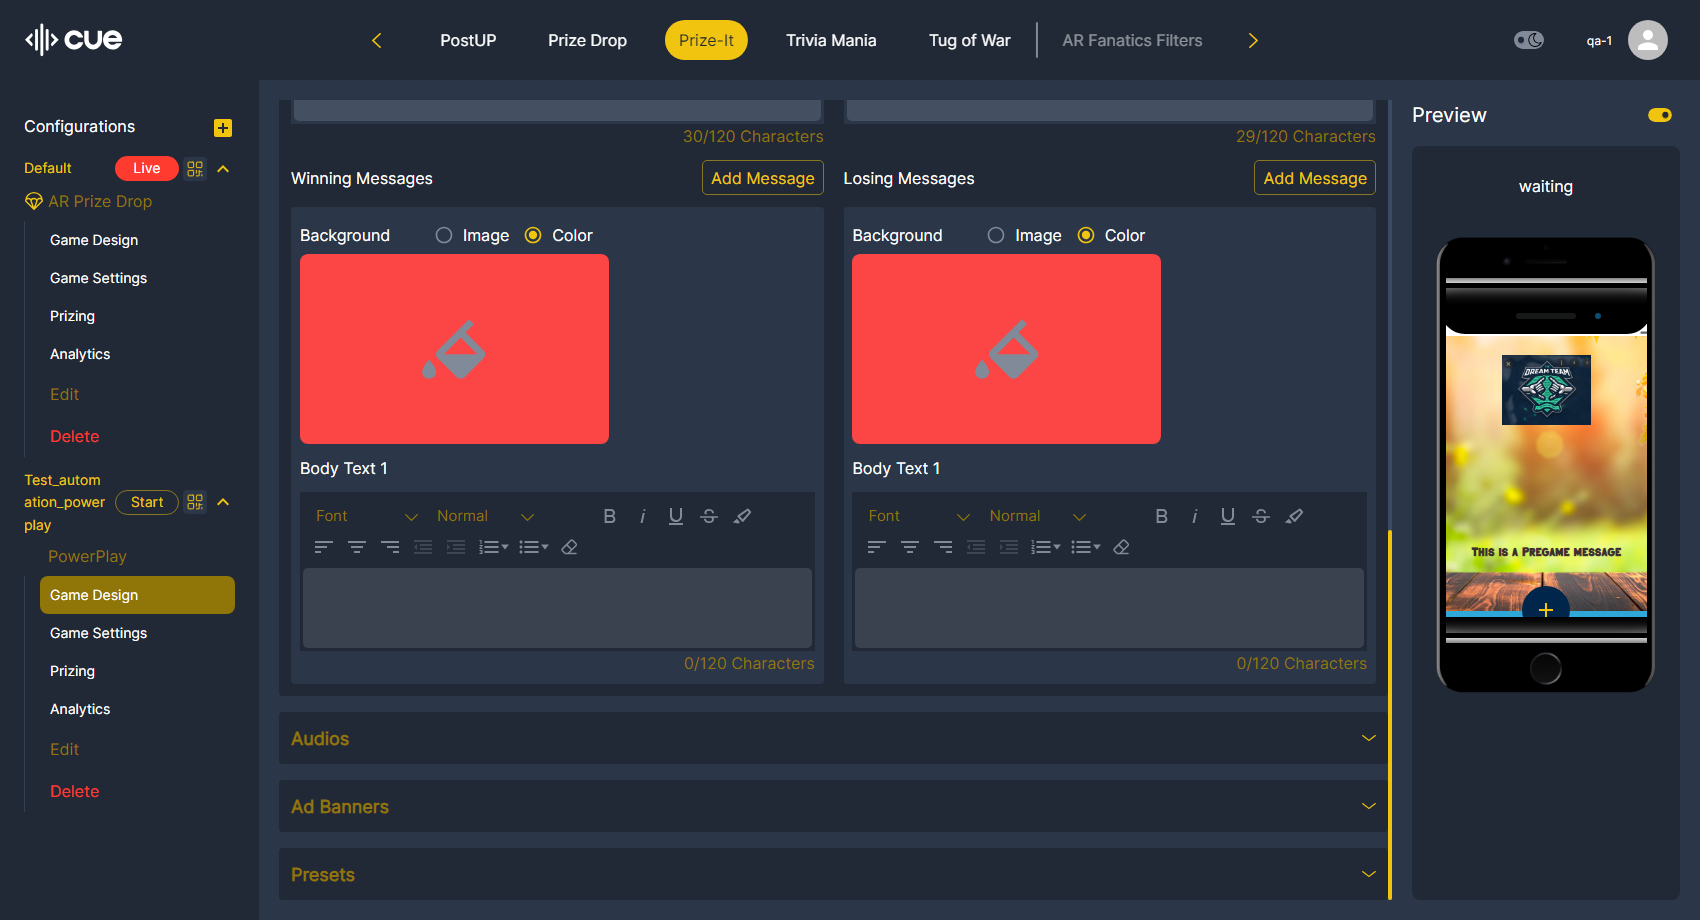 cue
PostUP
Prize Drop
Prize-It
Trivia Mania
Tug of War
AR Fanatics Filters
qa-1
Configurations
Default
Live
AR Prize Drop
Game Design
Game Settings
Prizing
Analytics
Edit
Delete
Test_autom
ation_power
play
Start
PowerPlay
Game Design
Game Settings
Prizing
Analytics
Edit
Delete
30/120 Characters
29/120 Characters
Winning Messages
Add Message
Losing Messages
Add Message
Background
Image
Color
Background
Image
Color
Body Text 1
Body Text 1
Font
Normal
Font
Normal
0/120 Characters
0/120 Characters
Audios
Ad Banners
Presets
Preview
waiting
DREAM TEAM
This is a Pregame message